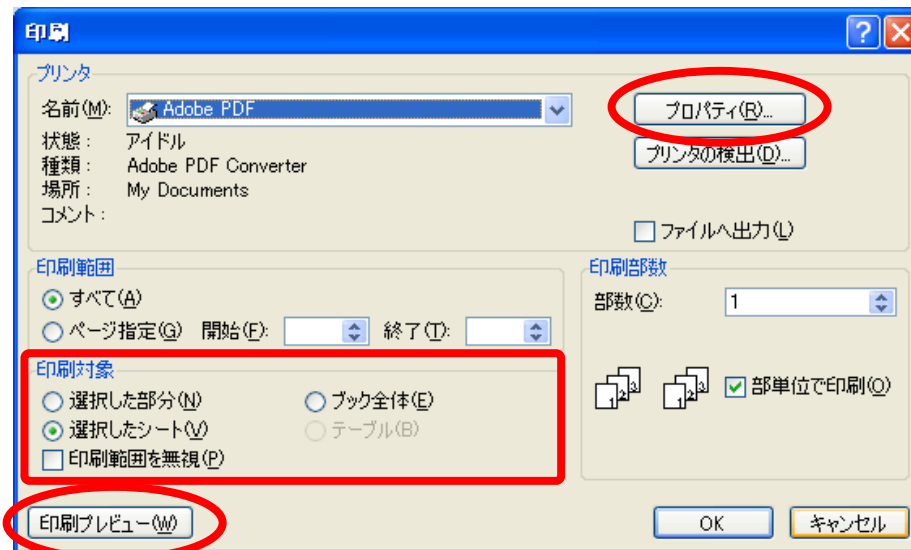 印刷
プリンタ
名前(M): Adobe PDF プロパティ(R)...
状態: アイドル
種類: Adobe PDF Converter プリンタの検出(D)...
場所: My Documents
コメント:
ファイルへ出力(L)
印刷範囲
すべて(A)
ページ指定(G) 開始(F): 終了(T):
印刷部数
部数(C): 1
1 2 3 1 2 3 部単位で印刷(O)
印刷対象
選択した部分(N) ブック全体(E)
選択したシート(V) テーブル(B)
印刷範囲を無視(P)
印刷プレビュー(W) OK キャンセル